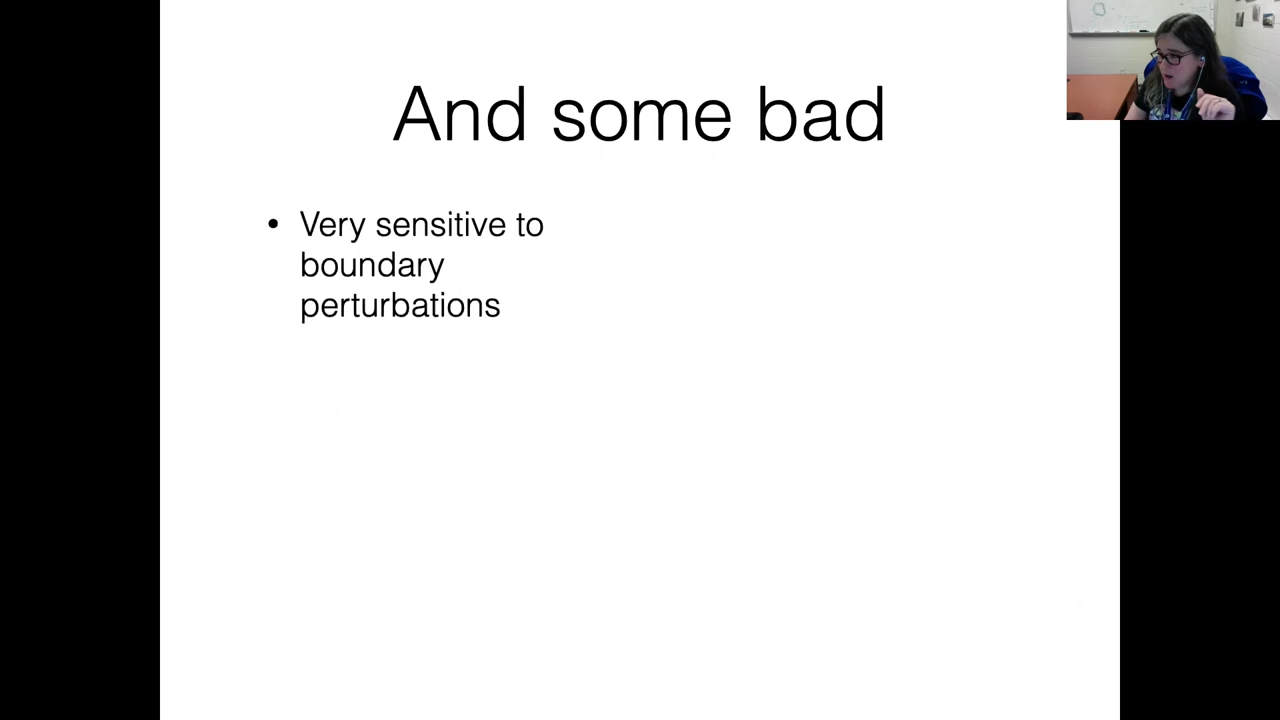 And some bad
• Very sensitive to
boundary
perturbations